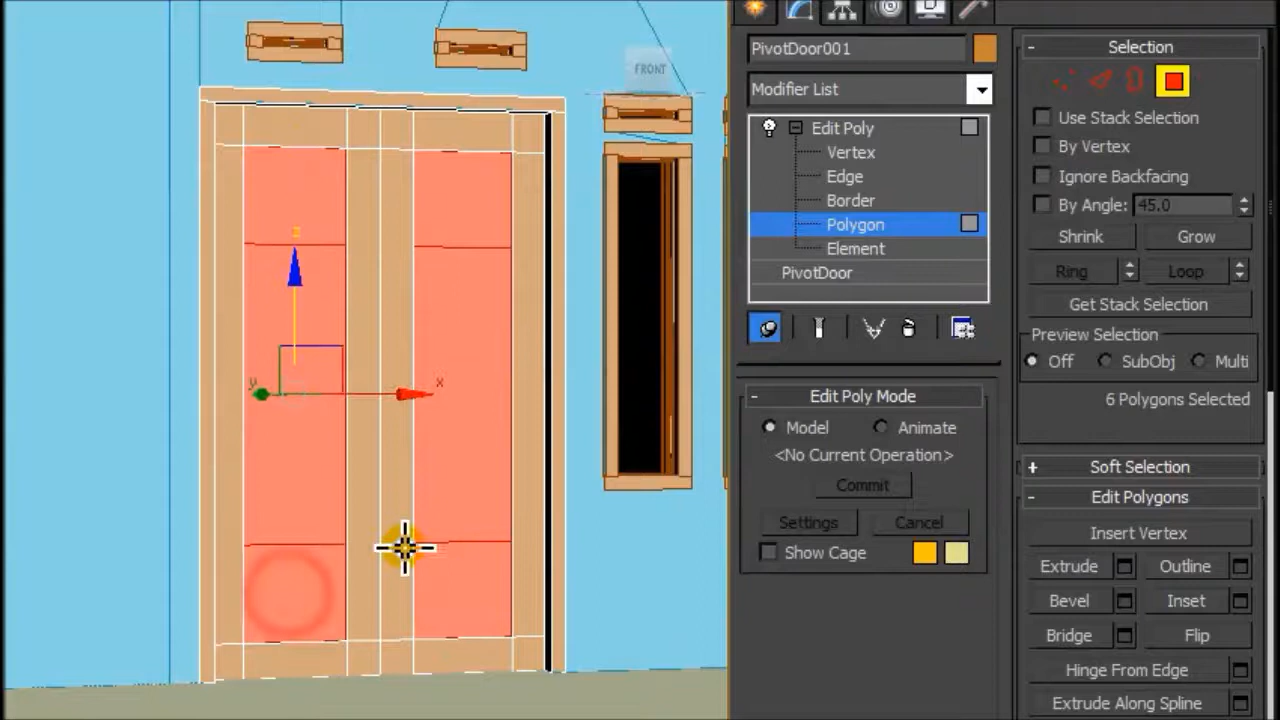 FRONT
z
y
x
PivotDoor001
Modifier List
Edit Poly
Vertex
Edge
Border
Polygon
Element
PivotDoor
Edit Poly Mode
Model Animate
<No Current Operation>
Commit
Settings Cancel
Show Cage
Selection
Use Stack Selection
By Vertex
Ignore Backfacing
By Angle: 45.0
Shrink Grow
Ring Loop
Get Stack Selection
Preview Selection
Off SubObj Multi
6 Polygons Selected
Soft Selection
Edit Polygons
Insert Vertex
Extrude Outline
Bevel Inset
Bridge Flip
Hinge From Edge
Extrude Along Spline